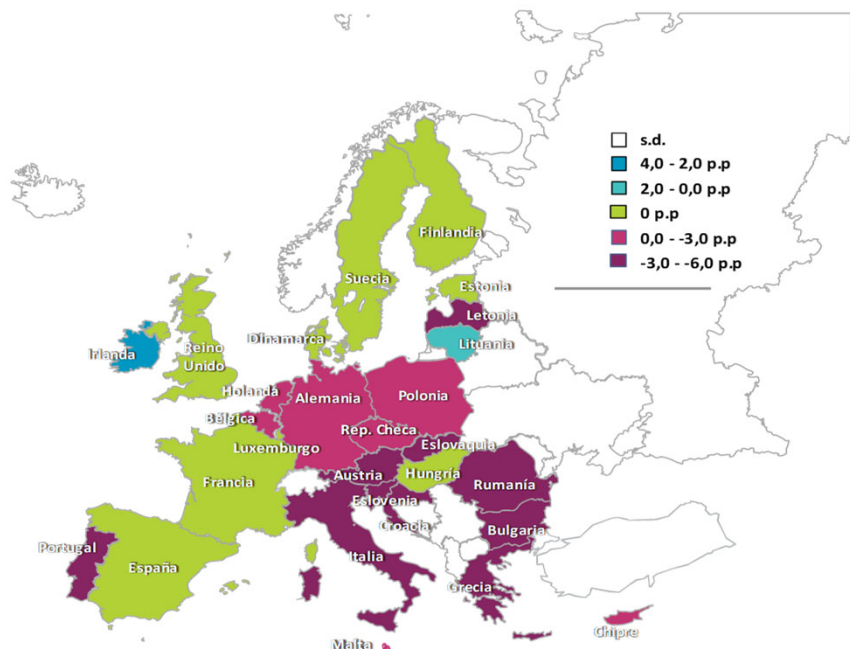 s.d.
4,0 - 2,0 p.p
2,0 - 0,0 p.p
0 p.p
0,0 - -3,0 p.p
-3,0 - -6,0 p.p
Finlandia
Suecia
Estonia
Letonia
Dinamarca
Lituania
Irlanda
Reino
Unido
Holanda
Alemania
Polonia
Bélgica
Rep. Checa
Luxemburgo
Eslovaquia
Hungría
Austria
Francia
Rumanía
Eslovenia
Croacia
Bulgaria
Portugal
Italia
España
Grecia
Chipre
Malta